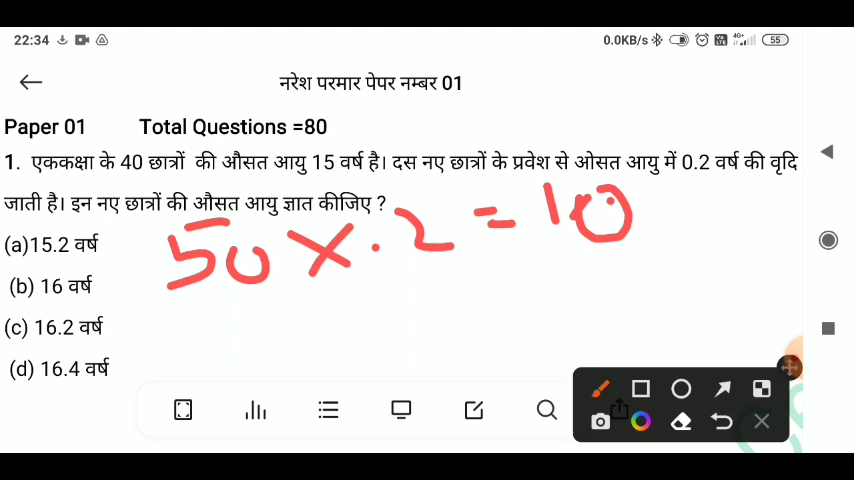 22:34 0.0KB/s 4G+ 55
नरेश परमार पेपर नम्बर 01
Paper 01 Total Questions =80
1. एककक्षा के 40 छात्रों की औसत आयु 15 वर्ष है। दस नए छात्रों के प्रवेश से ओसत आयु में 0.2 वर्ष की वृदि
जाती है। इन नए छात्रों की औसत आयु ज्ञात कीजिए ?
50 × .2 = 10
(a)15.2 वर्ष
(b) 16 वर्ष
(c) 16.2 वर्ष
(d) 16.4 वर्ष